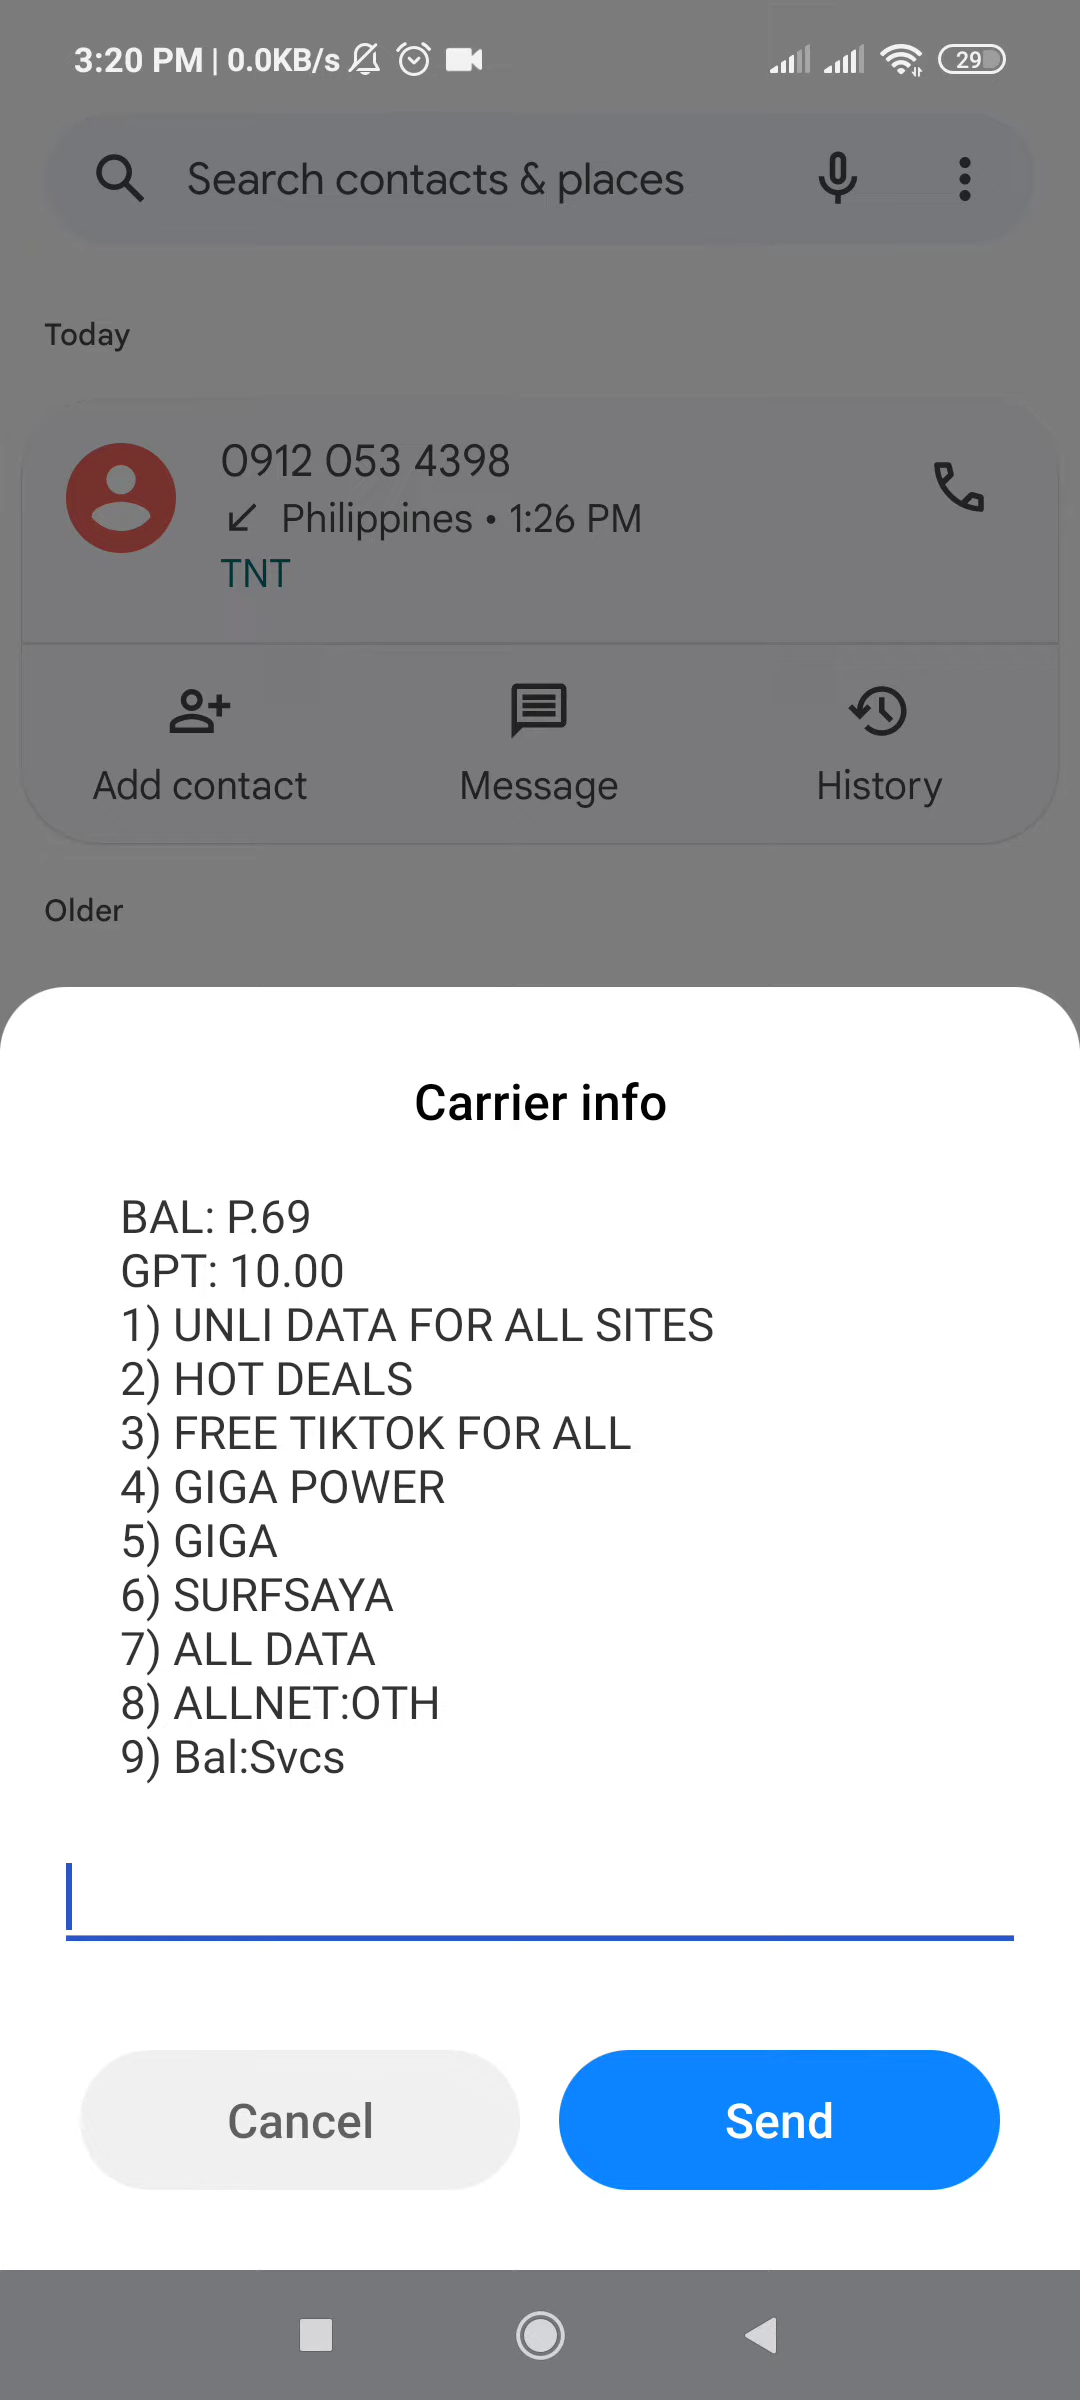 3:20 PM | 0.0KB/s 29
Search contacts & places
Today
0912 053 4398
Philippines • 1:26 PM
TNT
Add contact Message History
Older
Carrier info
BAL: P.69
GPT: 10.00
1) UNLI DATA FOR ALL SITES
2) HOT DEALS
3) FREE TIKTOK FOR ALL
4) GIGA POWER
5) GIGA
6) SURFSAYA
7) ALL DATA
8) ALLNET:OTH
9) Bal:Svcs
Cancel Send